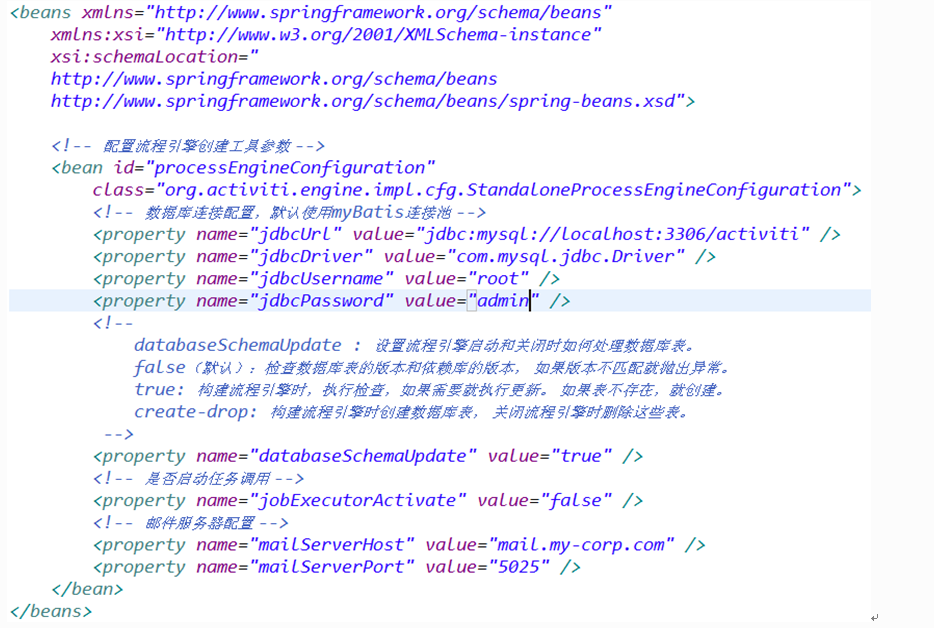 <beans xmlns="http://www.springframework.org/schema/beans"
xmlns:xsi="http://www.w3.org/2001/XMLSchema-instance"
xsi:schemaLocation="
http://www.springframework.org/schema/beans
http://www.springframework.org/schema/beans/spring-beans.xsd">
<!-- 配置流程引擎创建工具参数 -->
<bean id="processEngineConfiguration"
class="org.activiti.engine.impl.cfg.StandaloneProcessEngineConfiguration">
<!-- 数据库连接配置，默认使用myBatis连接池 -->
<property name="jdbcUrl" value="jdbc:mysql://localhost:3306/activiti" />
<property name="jdbcDriver" value="com.mysql.jdbc.Driver" />
<property name="jdbcUsername" value="root" />
<property name="jdbcPassword" value="admin" />
<!--
databaseSchemaUpdate : 设置流程引擎启动和关闭时如何处理数据库表。
false（默认）：检查数据库表的版本和依赖库的版本， 如果版本不匹配就抛出异常。
true: 构建流程引擎时，执行检查，如果需要就执行更新。 如果表不存在，就创建。
create-drop: 构建流程引擎时创建数据库表， 关闭流程引擎时删除这些表。
-->
<property name="databaseSchemaUpdate" value="true" />
<!-- 是否启动任务调用 -->
<property name="jobExecutorActivate" value="false" />
<!-- 邮件服务器配置 -->
<property name="mailServerHost" value="mail.my-corp.com" />
<property name="mailServerPort" value="5025" />
</bean>
</beans>